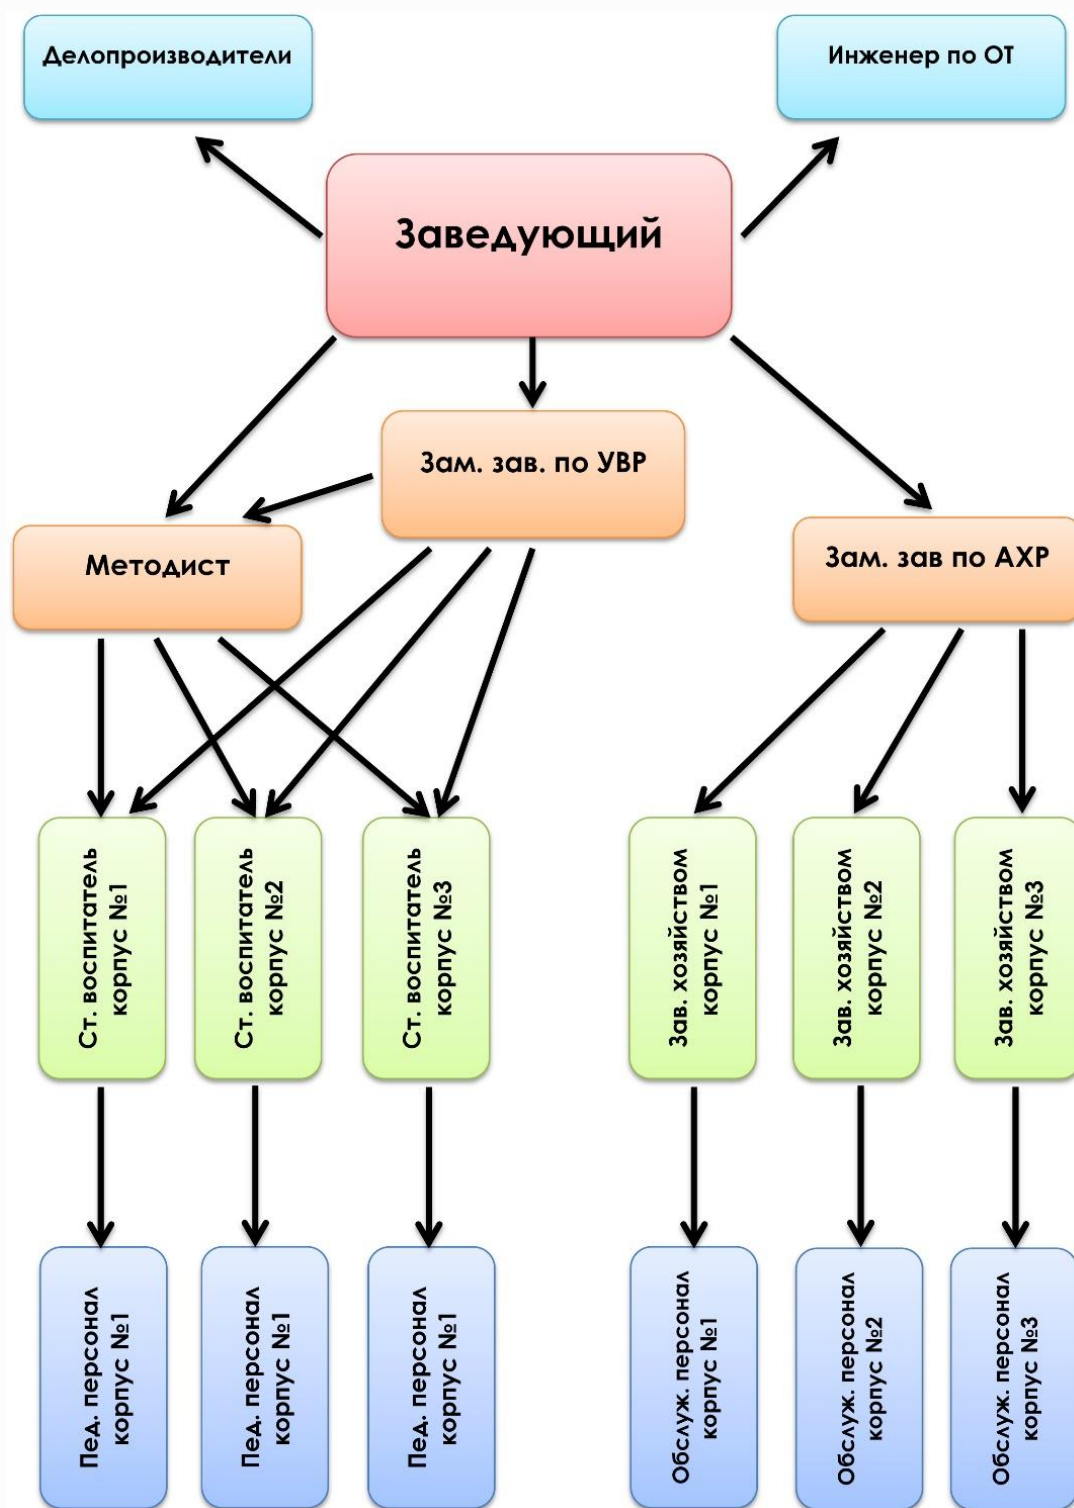 Делопроизводители
Инженер по ОТ
Заведующий
Зам. зав. по УВР
Методист
Зам. зав по АХР
Ст. воспитатель
корпус №1
Ст. воспитатель
корпус №2
Ст. воспитатель
корпус №3
Зав. хозяйством
корпус №1
Зав. хозяйством
корпус №2
Зав. хозяйством
корпус №3
Пед. персонал
корпус №1
Пед. персонал
корпус №1
Пед. персонал
корпус №1
Обслуж. персонал
корпус №1
Обслуж. персонал
корпус №2
Обслуж. персонал
корпус №3